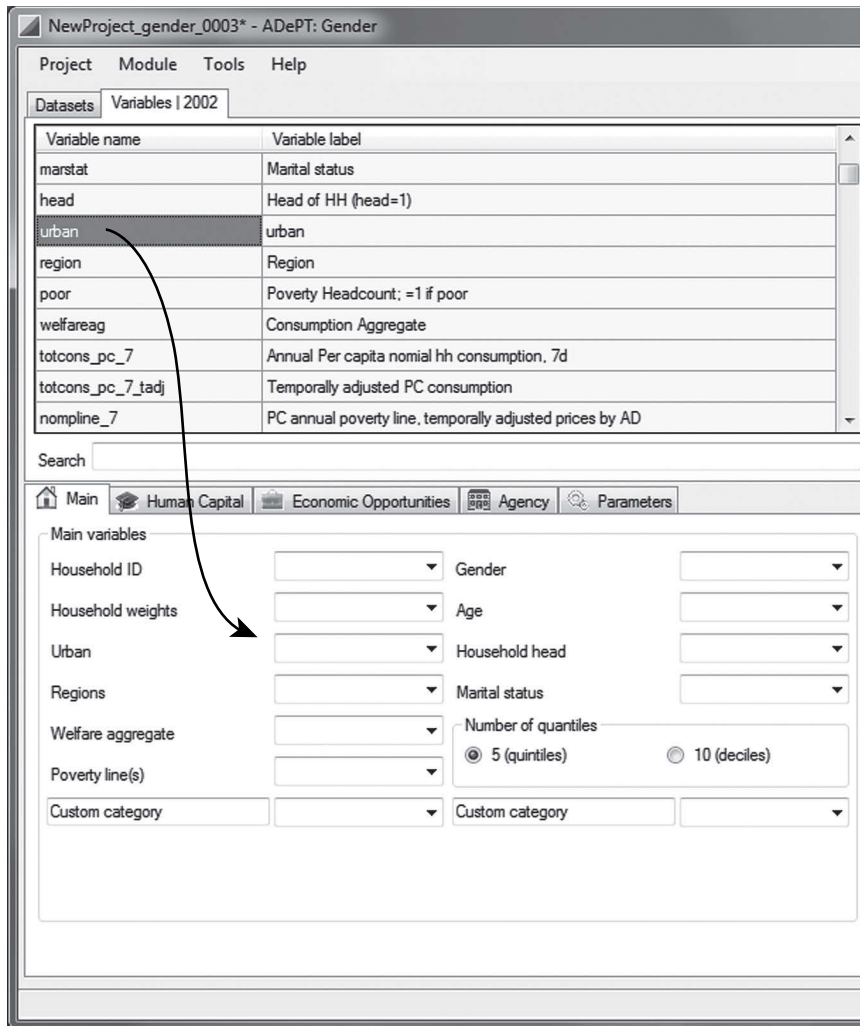 NewProject_gender_0003* - ADePT: Gender
Project Module Tools Help
Datasets Variables | 2002
Variable name Variable label
marstat Marital status
head Head of HH (head=1)
urban urban
region Region
poor Poverty Headcount; =1 if poor
welfareag Consumption Aggregate
totcons_pc_7 Annual Per capita nomial hh consumption, 7d
totcons_pc_7_tadj Temporally adjusted PC consumption
nompline_7 PC annual poverty line, temporally adjusted prices by AD
Search
Main Human Capital Economic Opportunities Agency Parameters
Main variables
Household ID Gender
Household weights Age
Urban Household head
Regions Marital status
Welfare aggregate Number of quantiles
5 (quintiles) 10 (deciles)
Poverty line(s)
Custom category Custom category